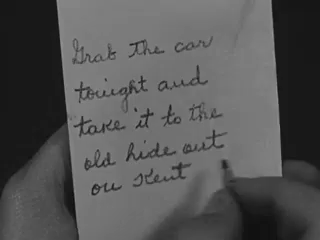 Grab the car
tonight and
take it to the
old hide out
on Kent